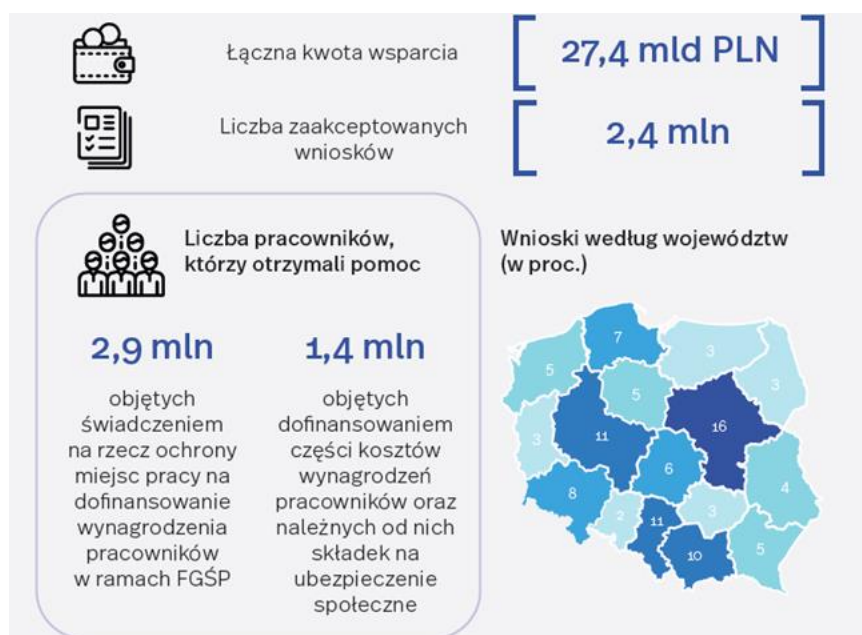 Łączna kwota wsparcia
27,4 mld PLN
Liczba zaakceptowanych
wniosków
2,4 mln
Liczba pracowników,
którzy otrzymali pomoc
2,9 mln
objętych
świadczeniem
na rzecz ochrony
miejsc pracy na
dofinansowanie
wynagrodzenia
pracowników
w ramach FGŚP
1,4 mln
objętych
dofinansowaniem
części kosztów
wynagrodzeń
pracowników oraz
należnych od nich
składek na
ubezpieczenie
społeczne
Wnioski według województw
(w proc.)
7
3
5
3
5
16
3
11
6
8
4
2
11
3
10
5